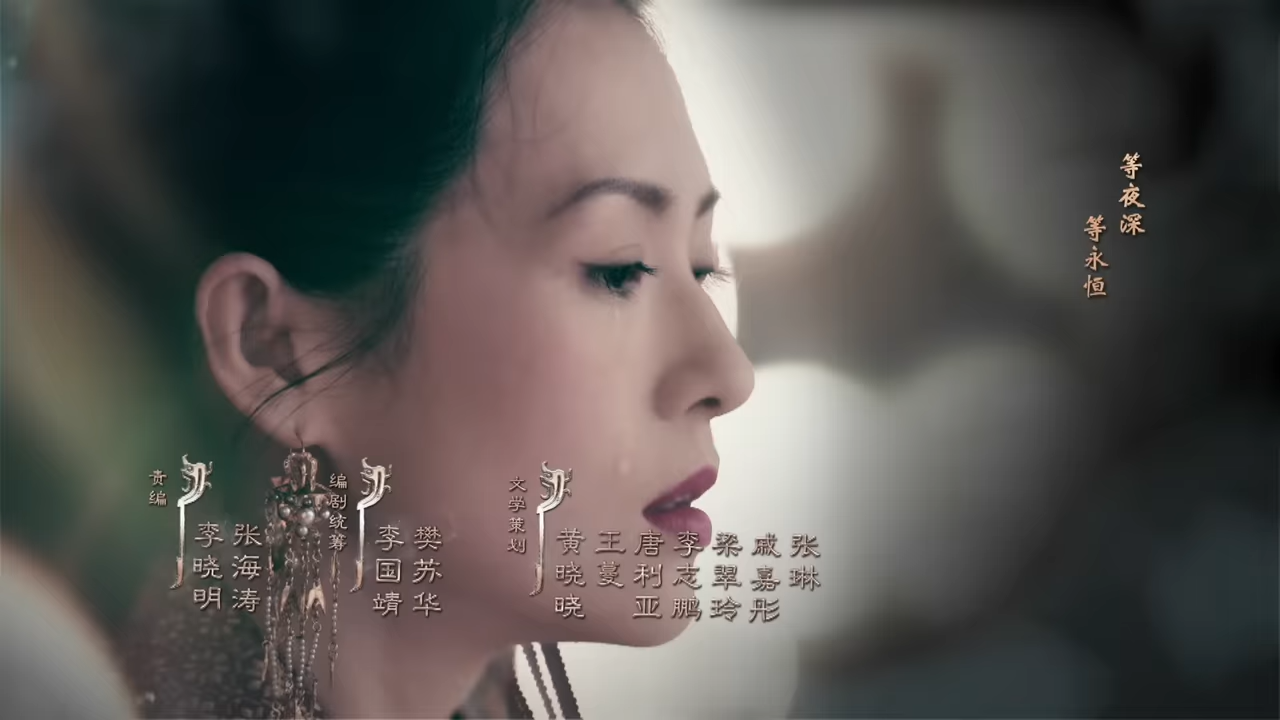 等夜深
等永恒
责编
李晓明
张海涛
编剧统筹
李国靖
樊苏华
文学策划
黄晓晓
王蔓
唐利亚
李志鹏
梁翠玲
戚嘉彤
张琳